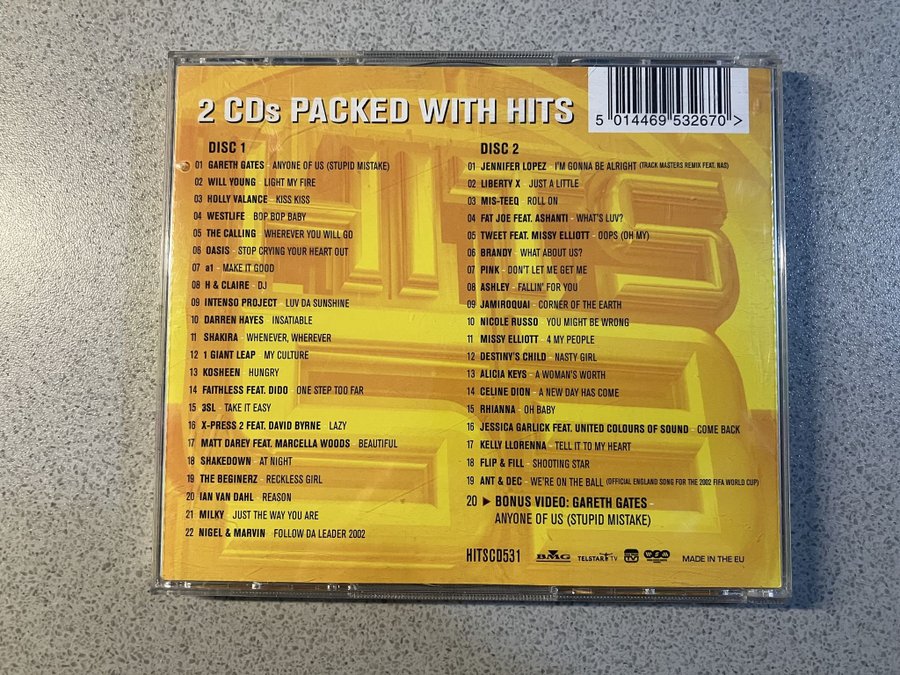 2 CDs PACKED WITH HITS
5 014469 532670 >
DISC 1
01 GARETH GATES - ANYONE OF US (STUPID MISTAKE)
02 WILL YOUNG - LIGHT MY FIRE
03 HOLLY VALANCE - KISS KISS
04 WESTLIFE - BOP BOP BABY
05 THE CALLING - WHEREVER YOU WILL GO
06 OASIS - STOP CRYING YOUR HEART OUT
07 a1 - MAKE IT GOOD
08 H & CLAIRE - DJ
09 INTENSO PROJECT - LUV DA SUNSHINE
10 DARREN HAYES - INSATIABLE
11 SHAKIRA - WHENEVER, WHEREVER
12 1 GIANT LEAP - MY CULTURE
13 KOSHEEN - HUNGRY
14 FAITHLESS FEAT. DIDO - ONE STEP TOO FAR
15 3SL - TAKE IT EASY
16 X-PRESS 2 FEAT. DAVID BYRNE - LAZY
17 MATT DAREY FEAT. MARCELLA WOODS - BEAUTIFUL
18 SHAKEDOWN - AT NIGHT
19 THE BEGINERZ - RECKLESS GIRL
20 IAN VAN DAHL - REASON
21 MILKY - JUST THE WAY YOU ARE
22 NIGEL & MARVIN - FOLLOW DA LEADER 2002
DISC 2
01 JENNIFER LOPEZ - I'M GONNA BE ALRIGHT (TRACK MASTERS REMIX FEAT. NAS)
02 LIBERTY X - JUST A LITTLE
03 MIS-TEEQ - ROLL ON
04 FAT JOE FEAT. ASHANTI - WHAT'S LUV?
05 TWEET FEAT. MISSY ELLIOTT - OOPS (OH MY)
06 BRANDY - WHAT ABOUT US?
07 PINK - DON'T LET ME GET ME
08 ASHLEY - FALLIN' FOR YOU
09 JAMIROQUAI - CORNER OF THE EARTH
10 NICOLE RUSSO - YOU MIGHT BE WRONG
11 MISSY ELLIOTT - 4 MY PEOPLE
12 DESTINY'S CHILD - NASTY GIRL
13 ALICIA KEYS - A WOMAN'S WORTH
14 CELINE DION - A NEW DAY HAS COME
15 RHIANNA - OH BABY
16 JESSICA GARLICK FEAT. UNITED COLOURS OF SOUND - COME BACK
17 KELLY LLORENNA - TELL IT TO MY HEART
18 FLIP & FILL - SHOOTING STAR
19 ANT & DEC - WE'RE ON THE BALL (OFFICIAL ENGLAND SONG FOR THE 2002 FIFA WORLD CUP)
20 ▶ BONUS VIDEO: GARETH GATES -
ANYONE OF US (STUPID MISTAKE)
HITSCD531 BMG TELSTAR TV MADE IN THE EU